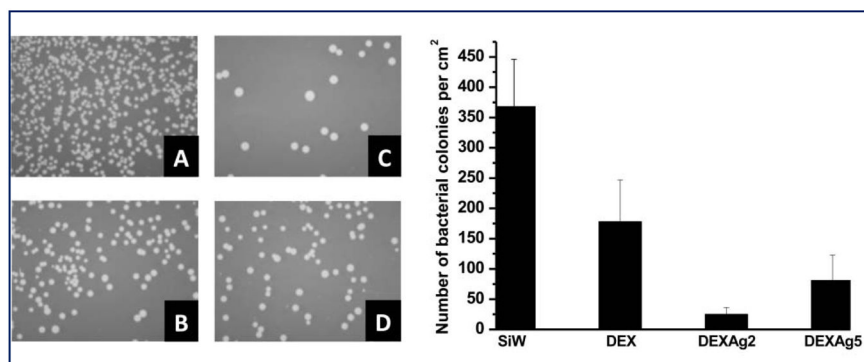 A
C
B
D
Number of bacterial colonies per cm2
450
400
350
300
250
200
150
100
50
0
SiW
DEX
DEXAg2
DEXAg5